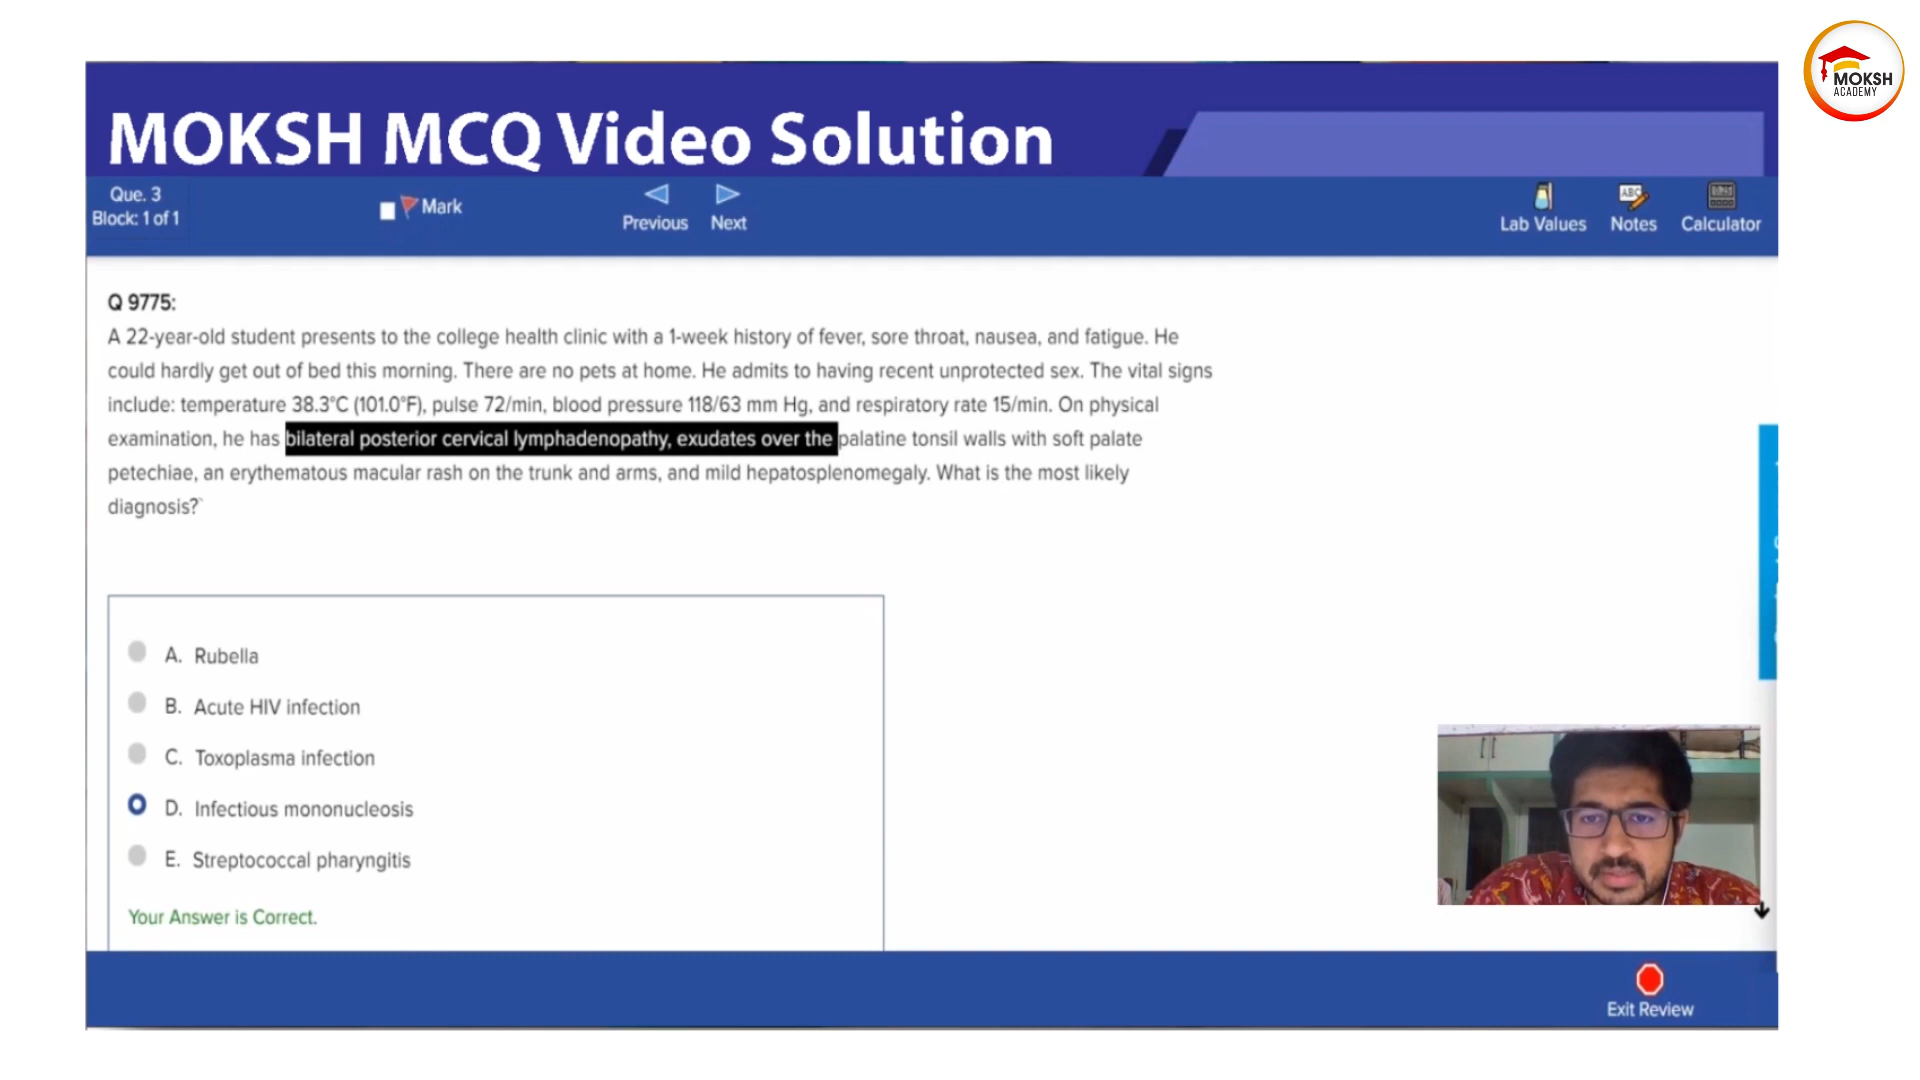 MOKSH
ACADEMY
MOKSH MCQ Video Solution
Que. 3
Block: 1 of 1
Mark
Previous
Next
Lab Values
Notes
Calculator
Q 9775:
A 22-year-old student presents to the college health clinic with a 1-week history of fever, sore throat, nausea, and fatigue. He
could hardly get out of bed this morning. There are no pets at home. He admits to having recent unprotected sex. The vital signs
include: temperature 38.3°C (101.0°F), pulse 72/min, blood pressure 118/63 mm Hg, and respiratory rate 15/min. On physical
examination, he has bilateral posterior cervical lymphadenopathy, exudates over the palatine tonsil walls with soft palate
petechiae, an erythematous macular rash on the trunk and arms, and mild hepatosplenomegaly. What is the most likely
diagnosis?`
A. Rubella
B. Acute HIV infection
C. Toxoplasma infection
D. Infectious mononucleosis
E. Streptococcal pharyngitis
Your Answer is Correct.
Exit Review